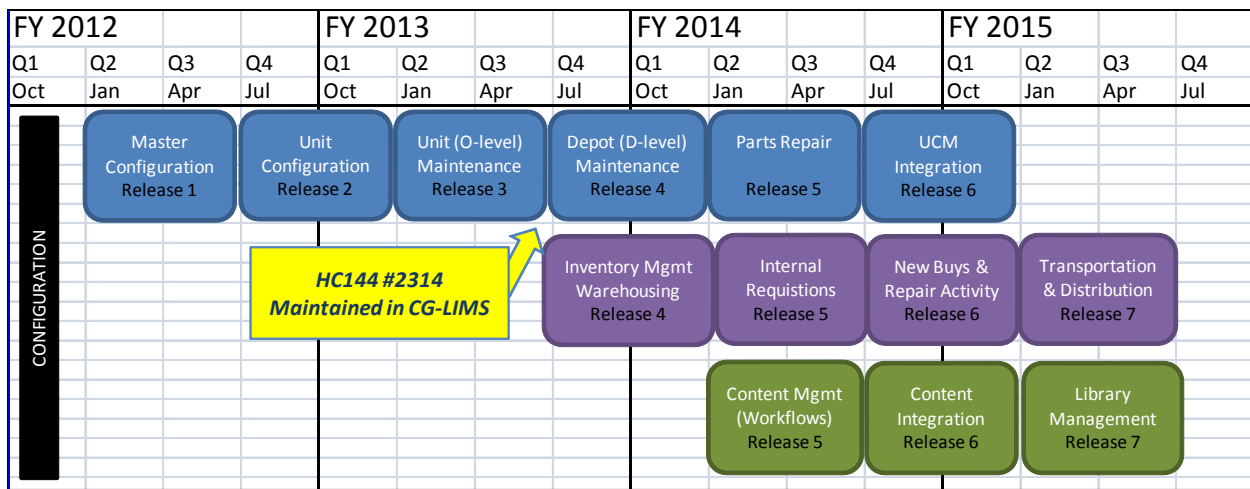 FY 2012 FY 2013 FY 2014 FY 2015
Q1 Q2 Q3 Q4 Q1 Q2 Q3 Q4 Q1 Q2 Q3 Q4 Q1 Q2 Q3 Q4
Oct Jan Apr Jul Oct Jan Apr Jul Oct Jan Apr Jul Oct Jan Apr Jul
CONFIGURATION
Master
Configuration
Release 1
Unit
Configuration
Release 2
Unit (O-level)
Maintenance
Release 3
Depot (D-level)
Maintenance
Release 4
Parts Repair
Release 5
UCM
Integration
Release 6
HC144 #2314
Maintained in CG-LIMS
Inventory Mgmt
Warehousing
Release 4
Internal
Requistions
Release 5
New Buys &
Repair Activity
Release 6
Transportation
& Distribution
Release 7
Content Mgmt
(Workflows)
Release 5
Content
Integration
Release 6
Library
Management
Release 7